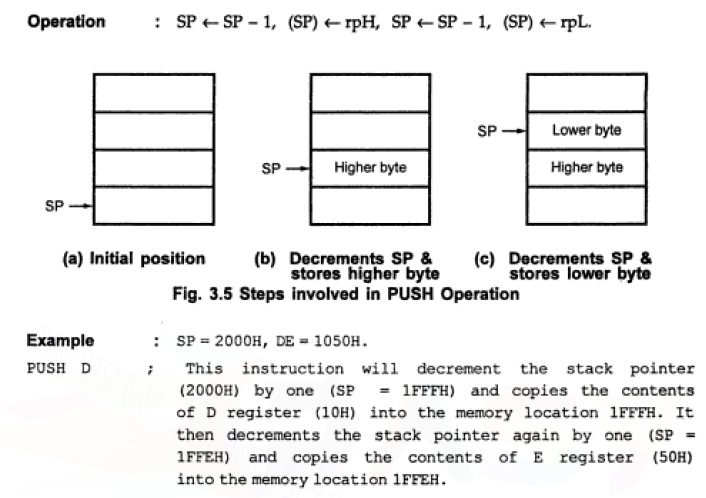 Operation : SP ← SP – 1, (SP) ← rpH, SP ← SP – 1, (SP) ← rpL.
SP → Lower byte
SP → Higher byte Higher byte
SP →
(a) Initial position (b) Decrements SP & (c) Decrements SP &
stores higher byte stores lower byte
Fig. 3.5 Steps involved in PUSH Operation
Example : SP = 2000H, DE = 1050H.
PUSH D ; This instruction will decrement the stack pointer
(2000H) by one (SP = 1FFFH) and copies the contents
of D register (10H) into the memory location 1FFFH. It
then decrements the stack pointer again by one (SP =
1FFEH) and copies the contents of E register (50H)
into the memory location 1FFEH.